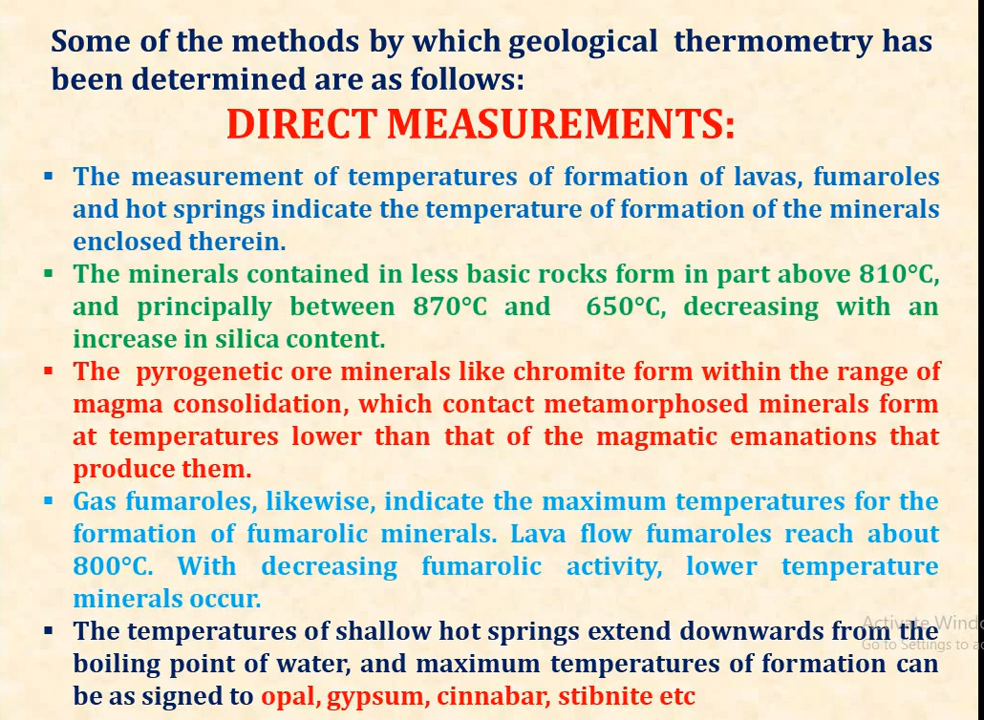 Some of the methods by which geological thermometry has
been determined are as follows:
DIRECT MEASUREMENTS:
▪ The measurement of temperatures of formation of lavas, fumaroles
and hot springs indicate the temperature of formation of the minerals
enclosed therein.
▪ The minerals contained in less basic rocks form in part above 810°C,
and principally between 870°C and 650°C, decreasing with an
increase in silica content.
▪ The pyrogenetic ore minerals like chromite form within the range of
magma consolidation, which contact metamorphosed minerals form
at temperatures lower than that of the magmatic emanations that
produce them.
▪ Gas fumaroles, likewise, indicate the maximum temperatures for the
formation of fumarolic minerals. Lava flow fumaroles reach about
800°C. With decreasing fumarolic activity, lower temperature
minerals occur.
▪ The temperatures of shallow hot springs extend downwards from the
boiling point of water, and maximum temperatures of formation can
be as signed to opal, gypsum, cinnabar, stibnite etc
Activate Wind
Go to Settings to a